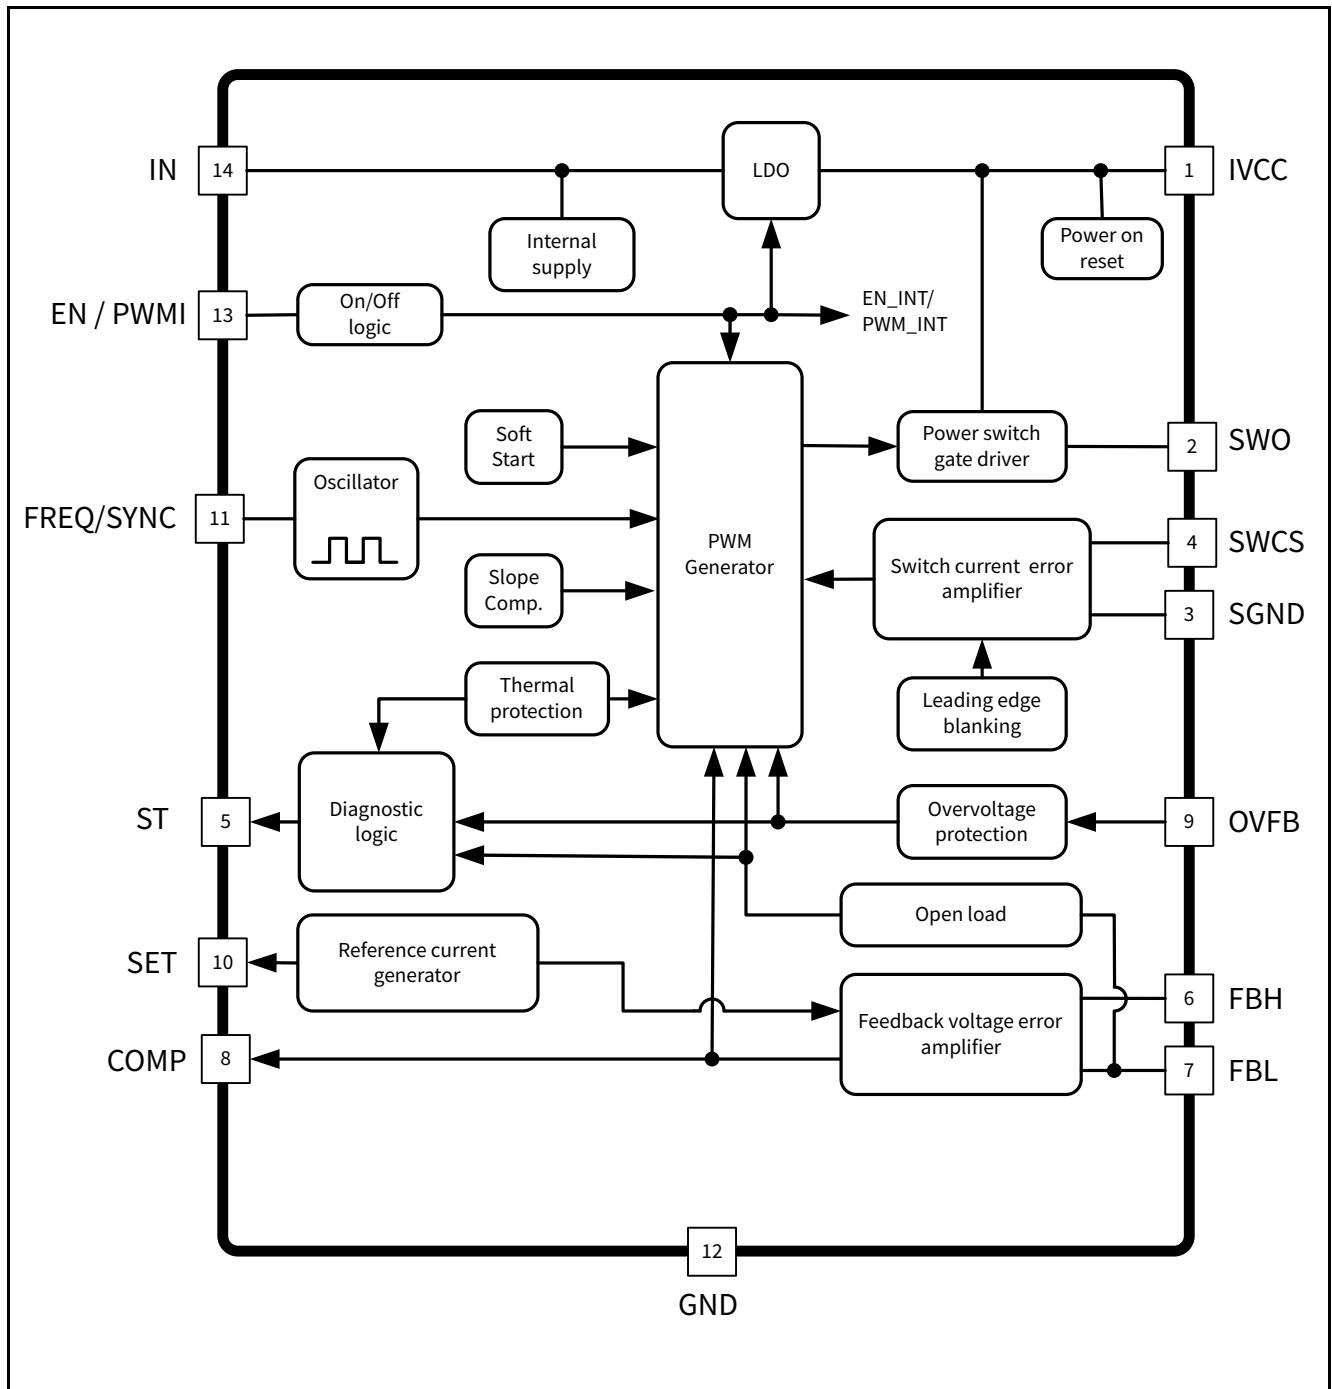 IN
14
LDO
1
IVCC
Internal
supply
Power on
reset
EN / PWMI
13
On/Off
logic
EN_INT/
PWM_INT
Soft
Start
Power switch
gate driver
2
SWO
FREQ/SYNC
11
Oscillator
PWM
Generator
Switch current error
amplifier
4
SWCS
Slope
Comp.
3
SGND
Thermal
protection
Leading edge
blanking
ST
5
Diagnostic
logic
Overvoltage
protection
9
OVFB
Open load
SET
10
Reference current
generator
6
FBH
Feedback voltage error
amplifier
COMP
8
7
FBL
12
GND